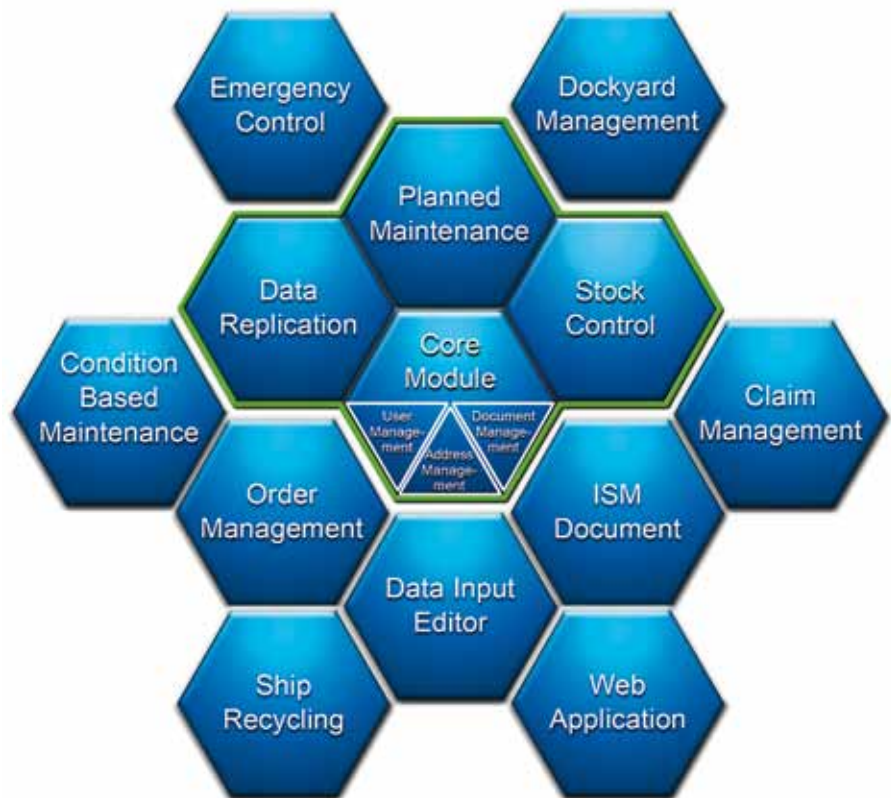 Emergency
Control
Dockyard
Management
Planned
Maintenance
Data
Replication
Stock
Control
Core
Module
User
Manage-
ment
Address
Manage-
ment
Document
Manage-
ment
Condition
Based
Maintenance
Claim
Management
Order
Management
ISM
Document
Data Input
Editor
Ship
Recycling
Web
Application